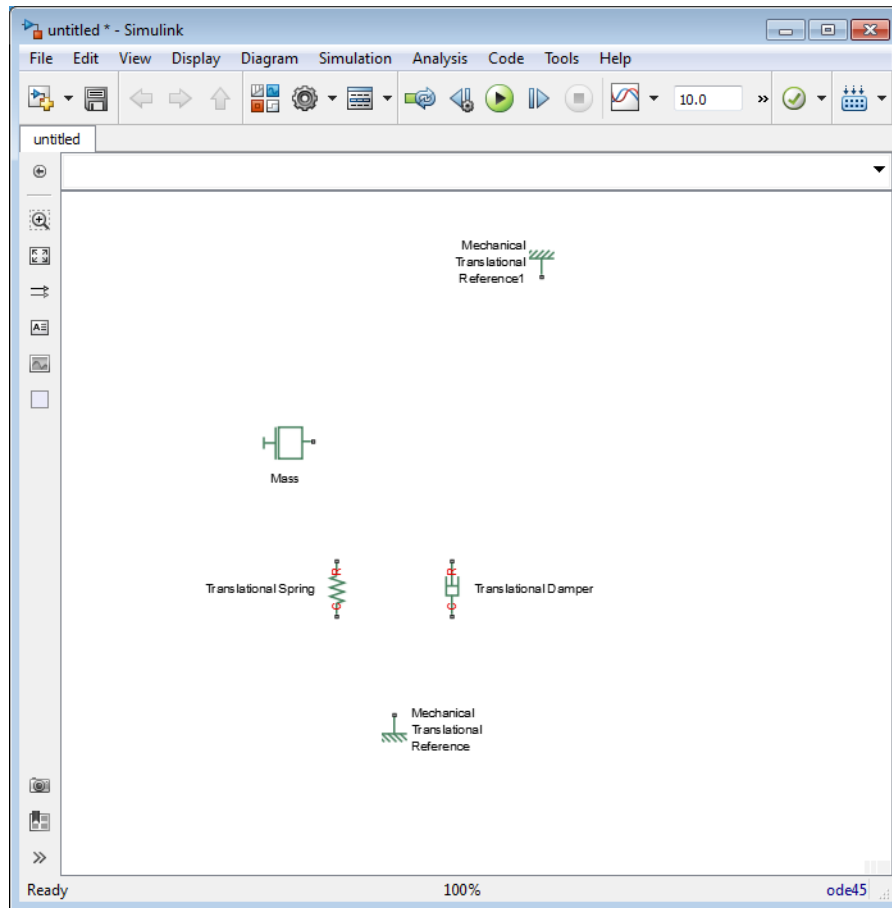 untitled * - Simulink
File Edit View Display Diagram Simulation Analysis Code Tools Help
10.0 »
untitled
Mechanical
Translational
Reference1
Mass
R R
Translational Spring Translational Damper
C C
Mechanical
Translational
Reference
Ready 100% ode45